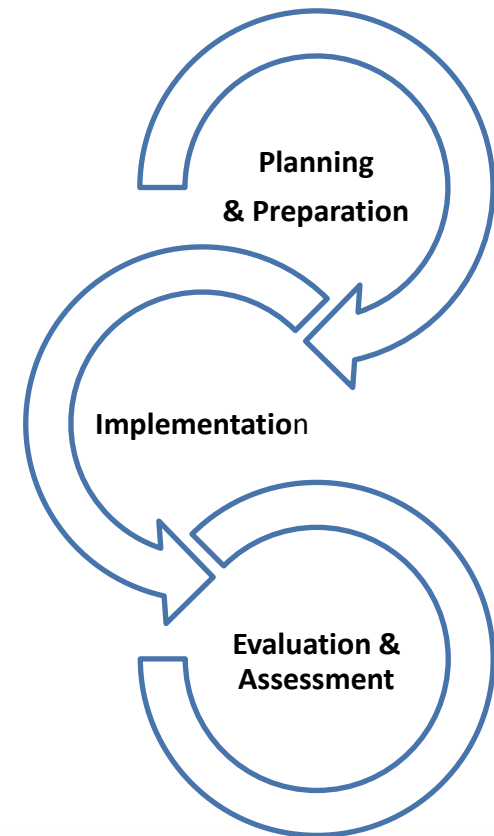 Planning
& Preparation
Implementation
Evaluation &
Assessment